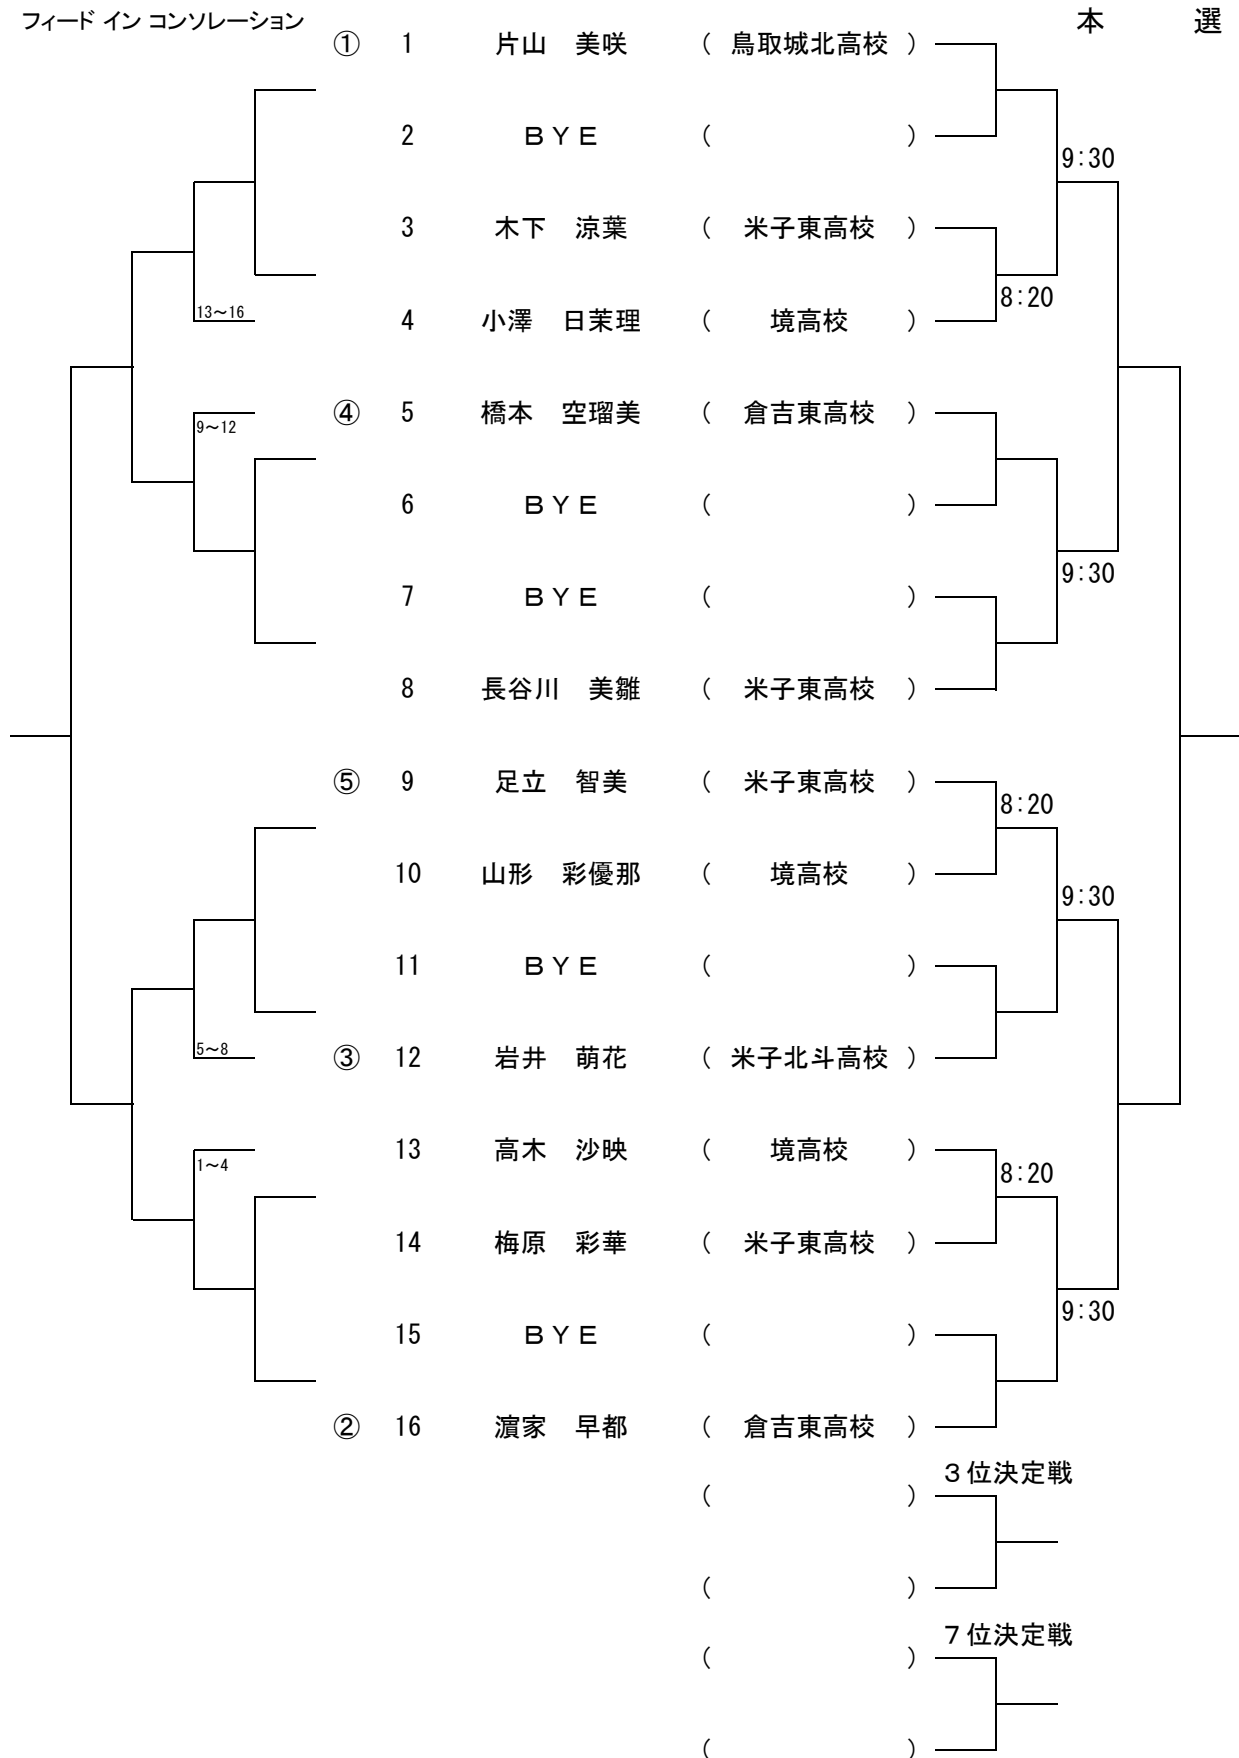 フィード イン コンソレーション 本 選
① 1 片山 美咲 ( 鳥取城北高校 )
2 ＢＹＥ ( )
9:30
3 木下 涼葉 ( 米子東高校 )
8:20
13～16
4 小澤 日茉理 ( 境高校 )
④ 5 橋本 空瑠美 ( 倉吉東高校 )
9～12
6 ＢＹＥ ( )
9:30
7 ＢＹＥ ( )
8 長谷川 美雛 ( 米子東高校 )
⑤ 9 足立 智美 ( 米子東高校 )
8:20
10 山形 彩優那 ( 境高校 )
9:30
11 ＢＹＥ ( )
5～8
③ 12 岩井 萌花 ( 米子北斗高校 )
13 高木 沙映 ( 境高校 )
1～4
8:20
14 梅原 彩華 ( 米子東高校 )
9:30
15 ＢＹＥ ( )
② 16 濵家 早都 ( 倉吉東高校 )
３位決定戦
( )
( )
７位決定戦
( )
( )